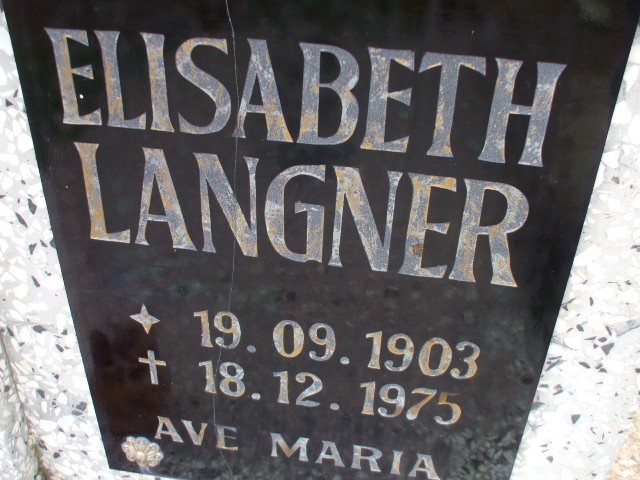 ELISABETH
LANGNER
19. 09. 1903
18. 12. 1975
AVE MARIA